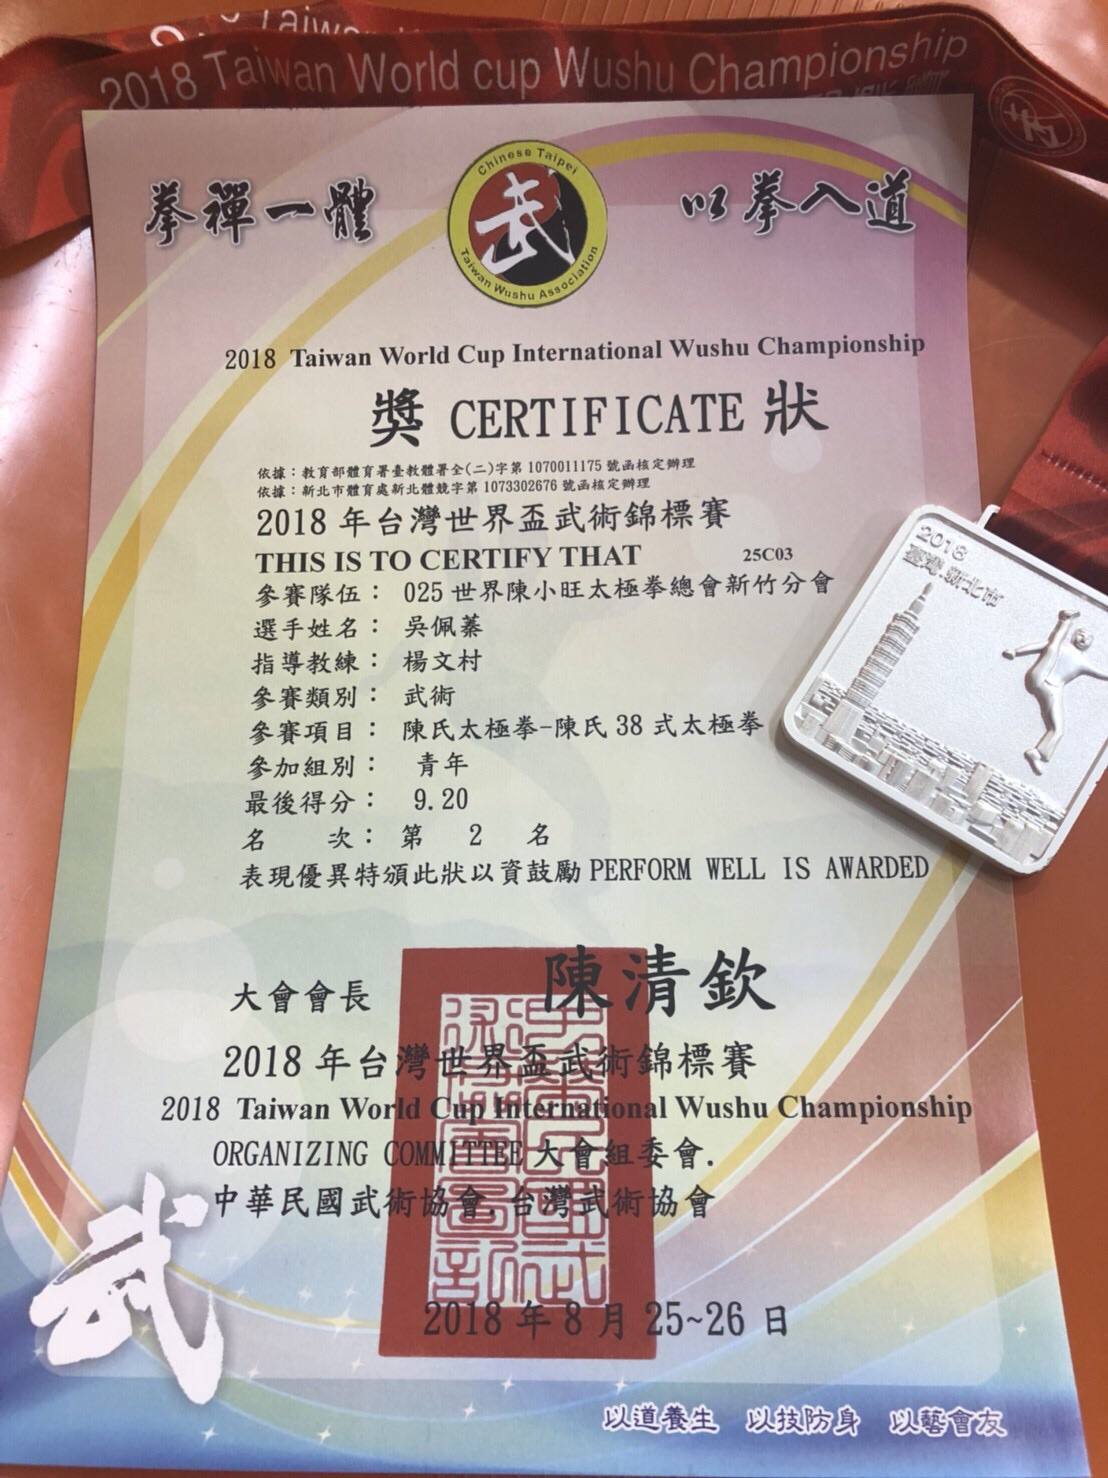 2018 Taiwan World cup Wushu Championship
拳禪一體
Chinese Taipei
武
Taiwan Wushu Association
以拳入道
2018 Taiwan World Cup International Wushu Championship
獎 CERTIFICATE 狀
依據：教育部體育署臺教體署全(二)字第 1070011175 號函核定辦理
依據：新北市體育處新北體競字第 1073302676 號函核定辦理
2018 年台灣世界盃武術錦標賽
THIS IS TO CERTIFY THAT 25C03
參賽隊伍： 025 世界陳小旺太極拳總會新竹分會
選手姓名： 吳佩蓁
指導教練： 楊文村
參賽類別： 武術
參賽項目： 陳氏太極拳-陳氏 38 式太極拳
參加組別： 青年
最後得分： 9.20
名 次： 第 2 名
表現優異特頒此狀以資鼓勵 PERFORM WELL IS AWARDED
大會會長 陳清欽
2018 年台灣世界盃武術錦標賽
2018 Taiwan World Cup International Wushu Championship
ORGANIZING COMMITTEE 大會組委會.
中華民國武術協會.台灣武術協會
2018 年 8 月 25~26 日
武
以道養生 以技防身 以藝會友
2018
臺灣.新北市